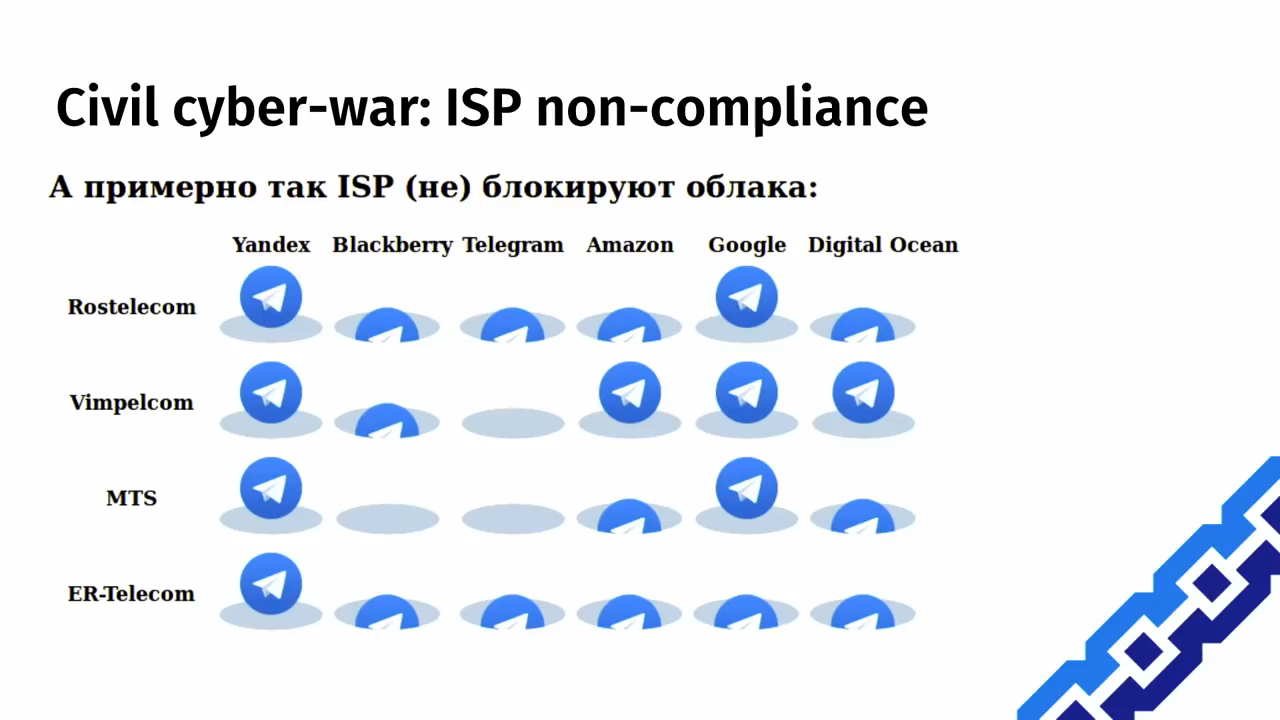 Civil cyber-war: ISP non-compliance
А примерно так ISP (не) блокируют облака:
Yandex Blackberry Telegram Amazon Google Digital Ocean
Rostelecom
Vimpelcom
MTS
ER-Telecom